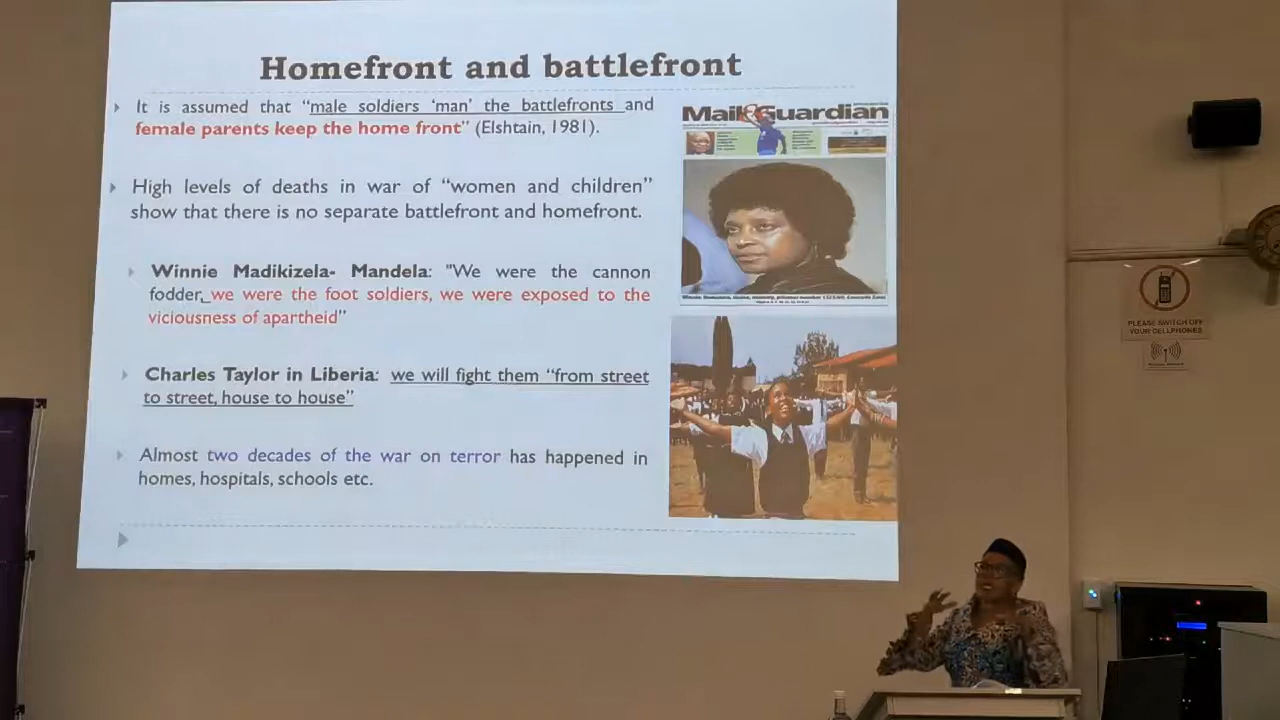 Homefront and battlefront
It is assumed that “male soldiers ‘man’ the battlefronts and
female parents keep the home front” (Elshtain, 1981).
High levels of deaths in war of “women and children”
show that there is no separate battlefront and homefront.
Winnie Madikizela- Mandela: "We were the cannon
fodder, we were the foot soldiers, we were exposed to the
viciousness of apartheid”
Charles Taylor in Liberia: we will fight them “from street
to street, house to house”
Almost two decades of the war on terror has happened in
homes, hospitals, schools etc.
Mail&Guardian
PLEASE SWITCH OFF
YOUR CELLPHONES